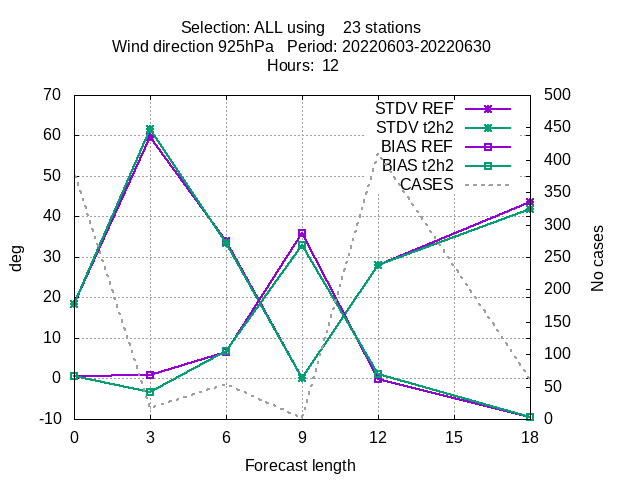 Selection: ALL using    23 stations
Wind direction 925hPa   Period: 20220603-20220630
Hours:  12
STDV REF
STDV t2h2
BIAS REF
BIAS t2h2
CASES
70
60
50
40
30
20
10
0
-10
500
450
400
350
300
250
200
150
100
50
0
deg
No cases
0 3 6 9 12 15 18
Forecast length